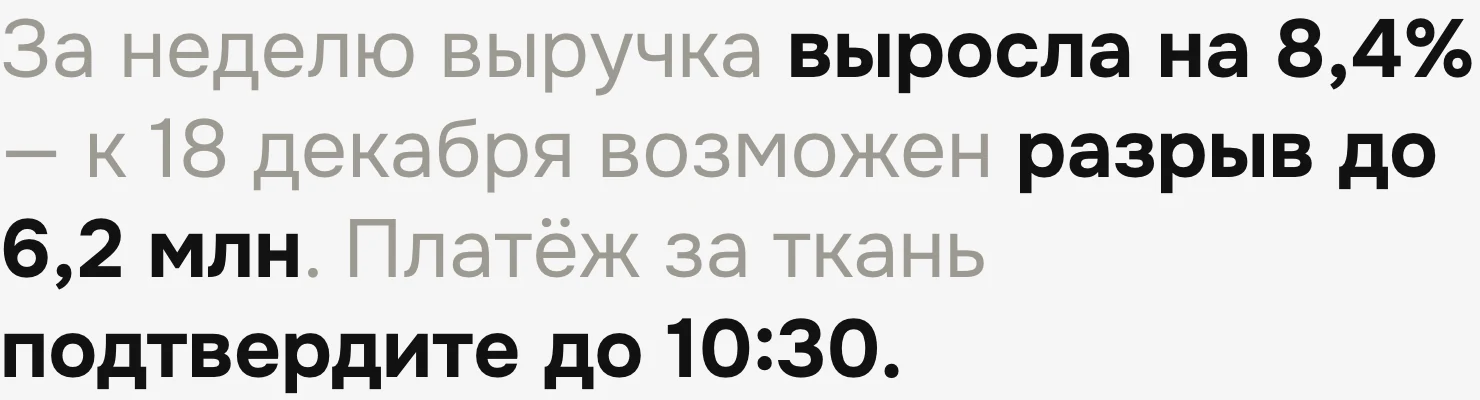 За неделю выручка выросла на 8,4%
— к 18 декабря возможен разрыв до
6,2 млн. Платёж за ткань
подтвердите до 10:30.